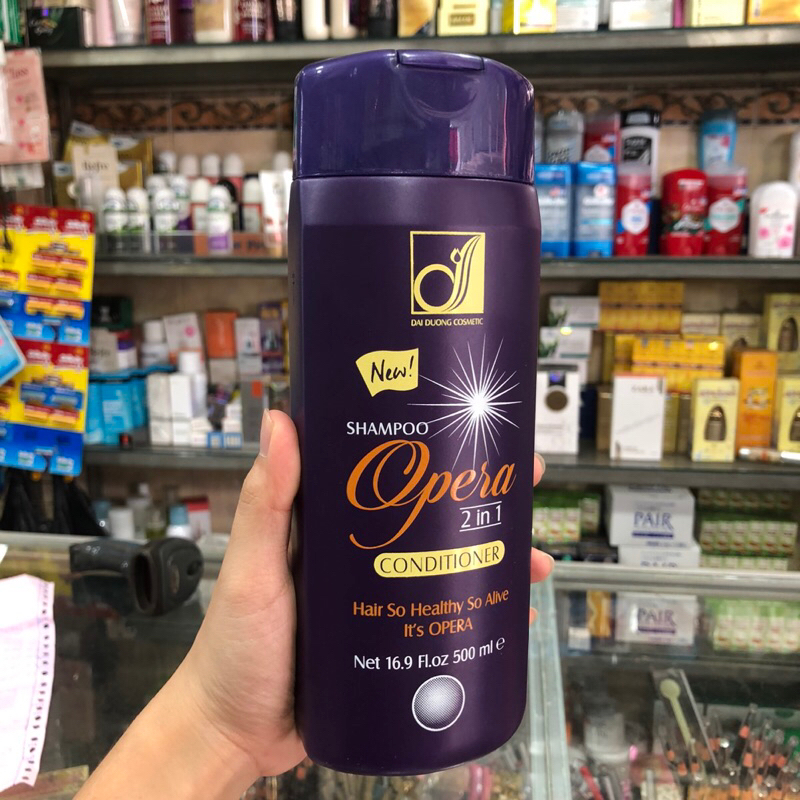 DAI DUONG COSMETIC
New!
SHAMPOO
Opera
2 in 1
CONDITIONER
Hair So Healthy So Alive
It's OPERA
Net 16.9 Fl.oz 500 ml ℮
PAIR
PAIR